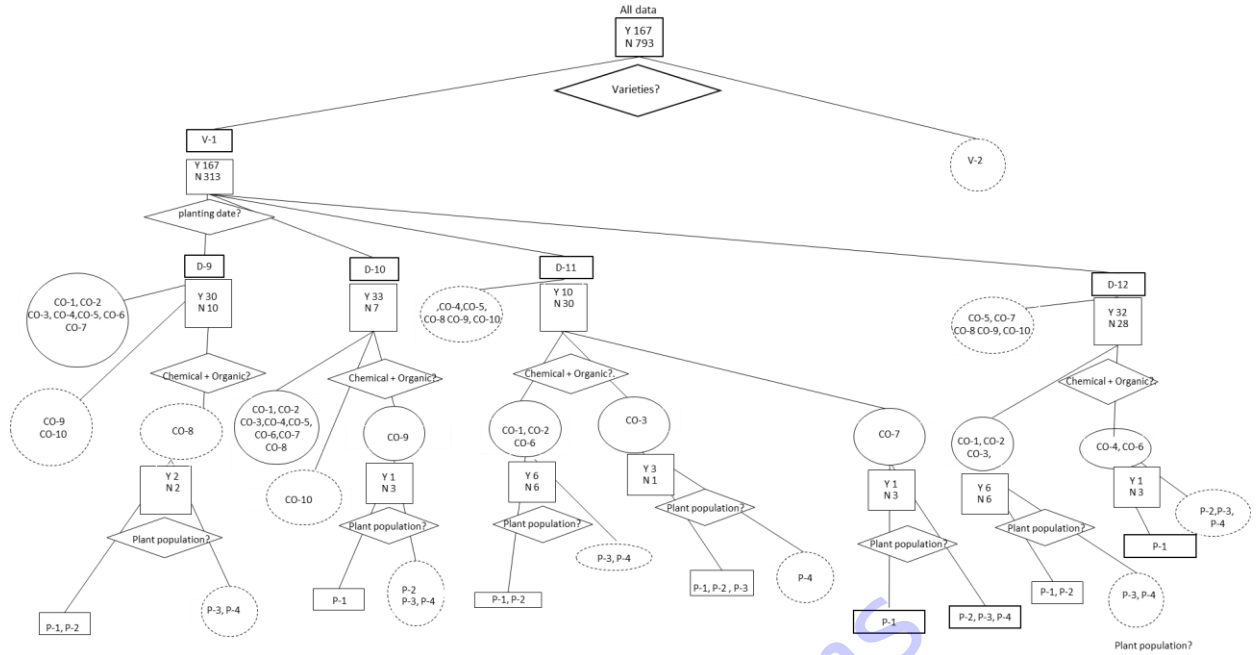 All data
Y 167
N 793
Varieties?
V-1
V-2
Y 167
N 313
planting date?
D-9
D-10
D-11
D-12
CO-1, CO-2
CO-3, CO-4,CO-5, CO-6
CO-7
Y 30
N 10
Y 33
N 7
,CO-4,CO-5,
CO-8 CO-9, CO-10
Y 10
N 30
CO-5, CO-7
CO-8 CO-9, CO-10
Y 32
N 28
Chemical + Organic?
Chemical + Organic?
Chemical + Organic?.
Chemical + Organic?.
CO-9
CO-10
CO-8
CO-1, CO-2
CO-3,CO-4,CO-5,
CO-6,CO-7
CO-8
CO-9
CO-10
CO-1, CO-2
CO-6
CO-3
CO-7
CO-1, CO-2
CO-3,
CO-4, CO-6
Y 2
N 2
Y 1
N 3
Y 6
N 6
Y 3
N 1
Y 1
N 3
Y 6
N 6
Y 1
N 3
P-2,P-3,
P-4
Plant population?
Plant population?
Plant population?
Plant population?
Plant population?
Plant population?
P-1
P-1, P-2
P-3, P-4
P-1
P-2
P-3, P-4
P-1, P-2
P-3, P-4
P-1, P-2 , P-3
P-4
P-1
P-2, P-3, P-4
P-1, P-2
P-3, P-4
Plant population?